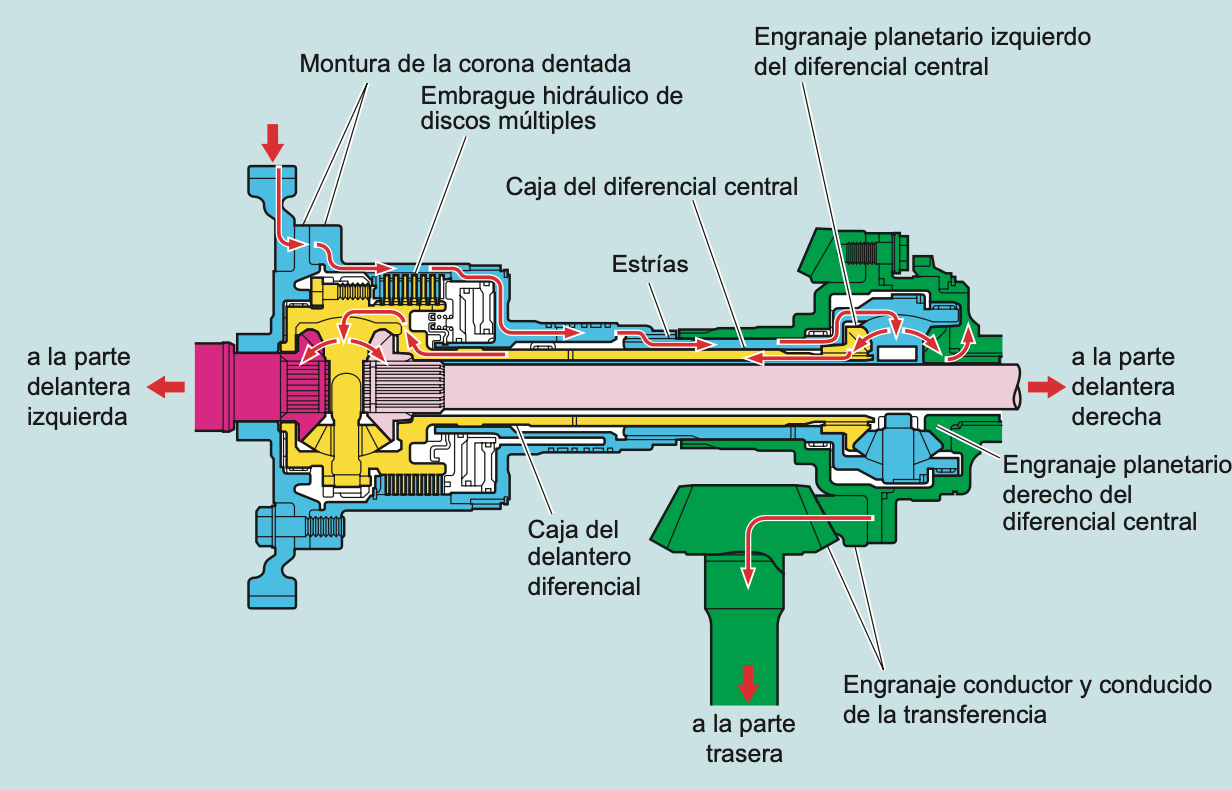 Engranaje planetario izquierdo
del diferencial central
Montura de la corona dentada
Embrague hidráulico de
discos múltiples
Caja del diferencial central
Estrías
a la parte
delantera
izquierda
a la parte
delantera
derecha
Engranaje planetario
derecho del
diferencial central
Caja del
delantero
diferencial
Engranaje conductor y conducido
de la transferencia
a la parte
trasera